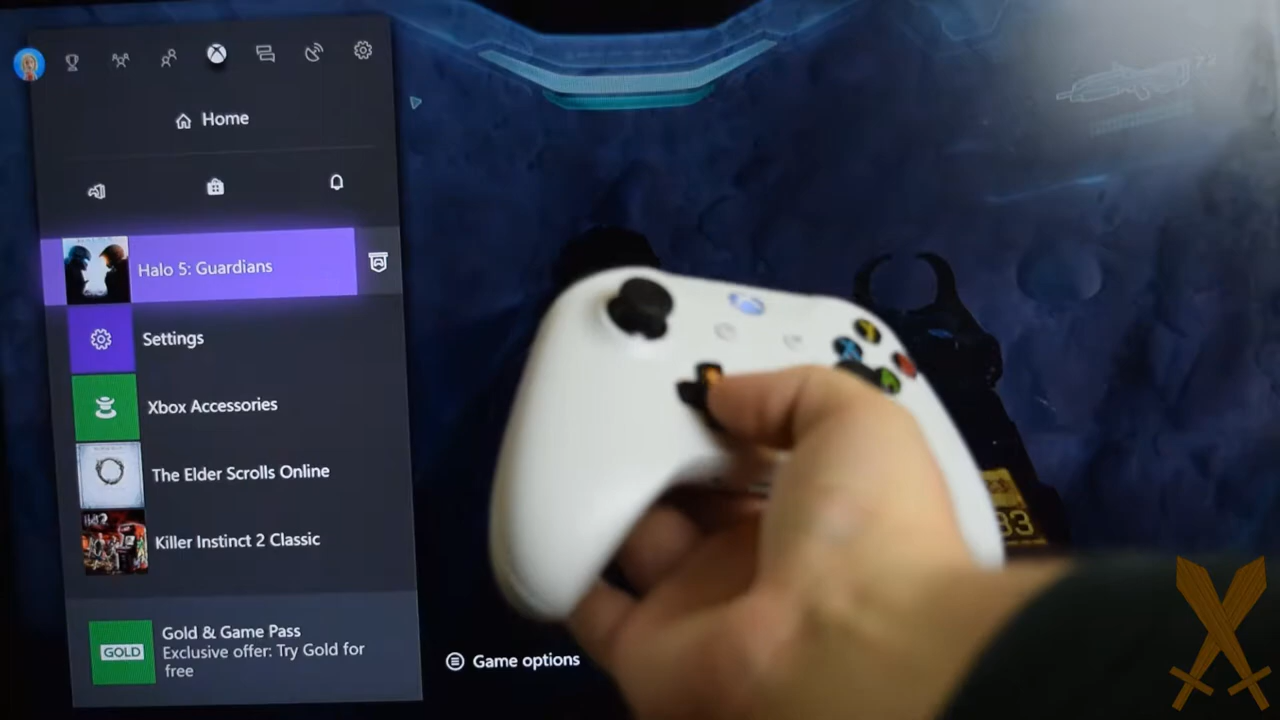 Home
Halo 5: Guardians
Settings
Xbox Accessories
The Elder Scrolls Online
Killer Instinct 2 Classic
Gold & Game Pass
Exclusive offer: Try Gold for
free
GOLD
Game options